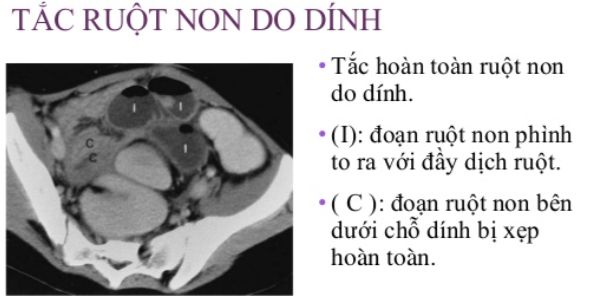 TẮC RUỘT NON DO DÍNH
• Tắc hoàn toàn ruột non
do dính.
• (I): đoạn ruột non phình
to ra với đầy dịch ruột.
• ( C ): đoạn ruột non bên
dưới chỗ dính bị xẹp
hoàn toàn.
I I
I
C
C